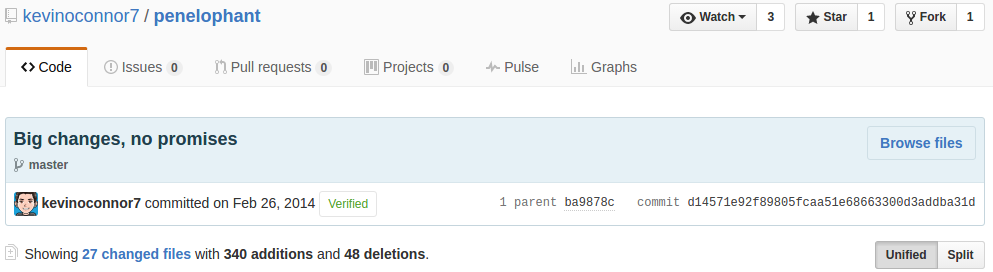 kevinoconnor7 / penelophant Watch 3 Star 1 Fork 1
Code Issues 0 Pull requests 0 Projects 0 Pulse Graphs
Big changes, no promises
Browse files
master
kevinoconnor7 committed on Feb 26, 2014 Verified 1 parent ba9878c commit d14571e92f89805fcaa51e68663300d3addba31d
Showing 27 changed files with 340 additions and 48 deletions. Unified Split